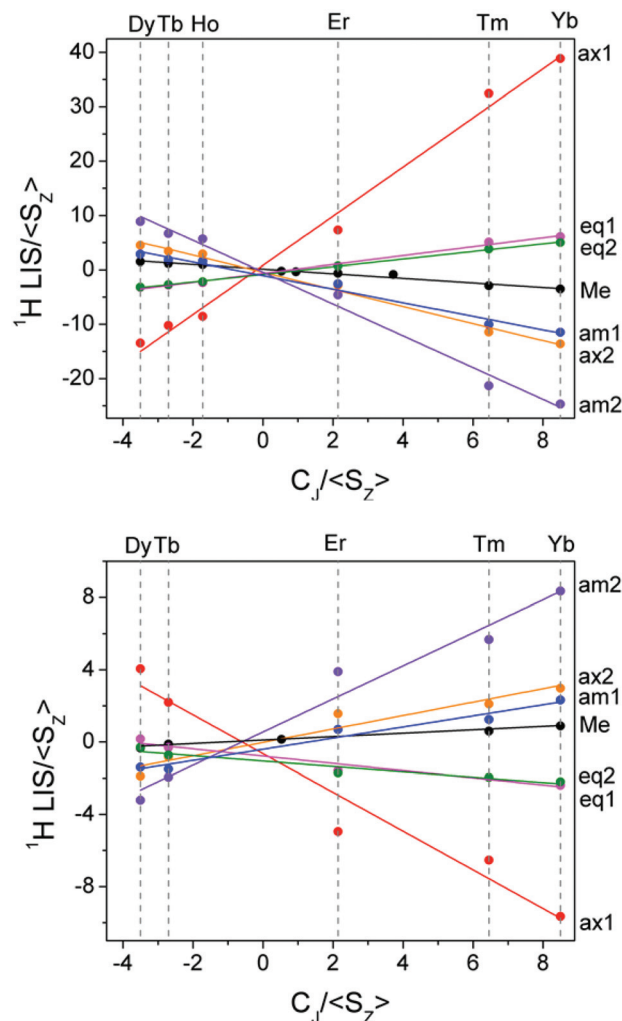 Dy Tb Ho Er Tm Yb
40
30
20
10
0
-10
-20
¹H LIS/<S_Z>
ax1
eq1
eq2
Me
am1
ax2
am2
-4 -2 0 2 4 6 8
C_J/<S_Z>
Dy Tb Er Tm Yb
8
4
0
-4
-8
¹H LIS/<S_Z>
am2
ax2
am1
Me
eq2
eq1
ax1
-4 -2 0 2 4 6 8
C_J/<S_Z>